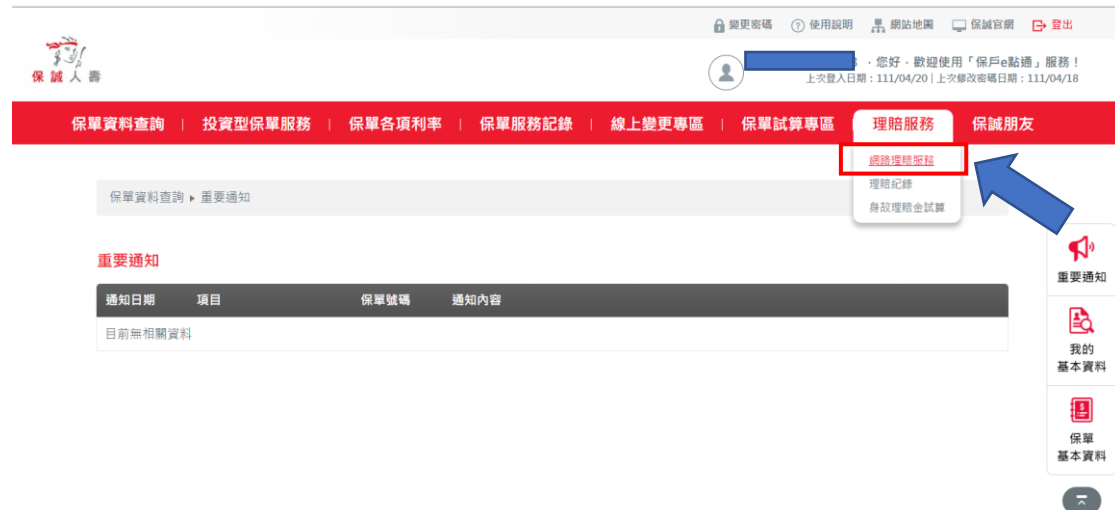 變更密碼 使用說明 網站地圖 保誠官網 登出
保誠人壽
· 您好 · 歡迎使用「保戶e點通」服務！
上次登入日期：111/04/20 | 上次修改密碼日期：111/04/18
保單資料查詢 | 投資型保單服務 | 保單各項利率 | 保單服務記錄 | 線上變更專區 | 保單試算專區 理賠服務 保誠朋友
網路理賠服務
理賠紀錄
身故理賠金試算
保單資料查詢 ▸ 重要通知
重要通知
通知日期 項目 保單號碼 通知內容
目前無相關資料
重要通知
我的
基本資料
保單
基本資料